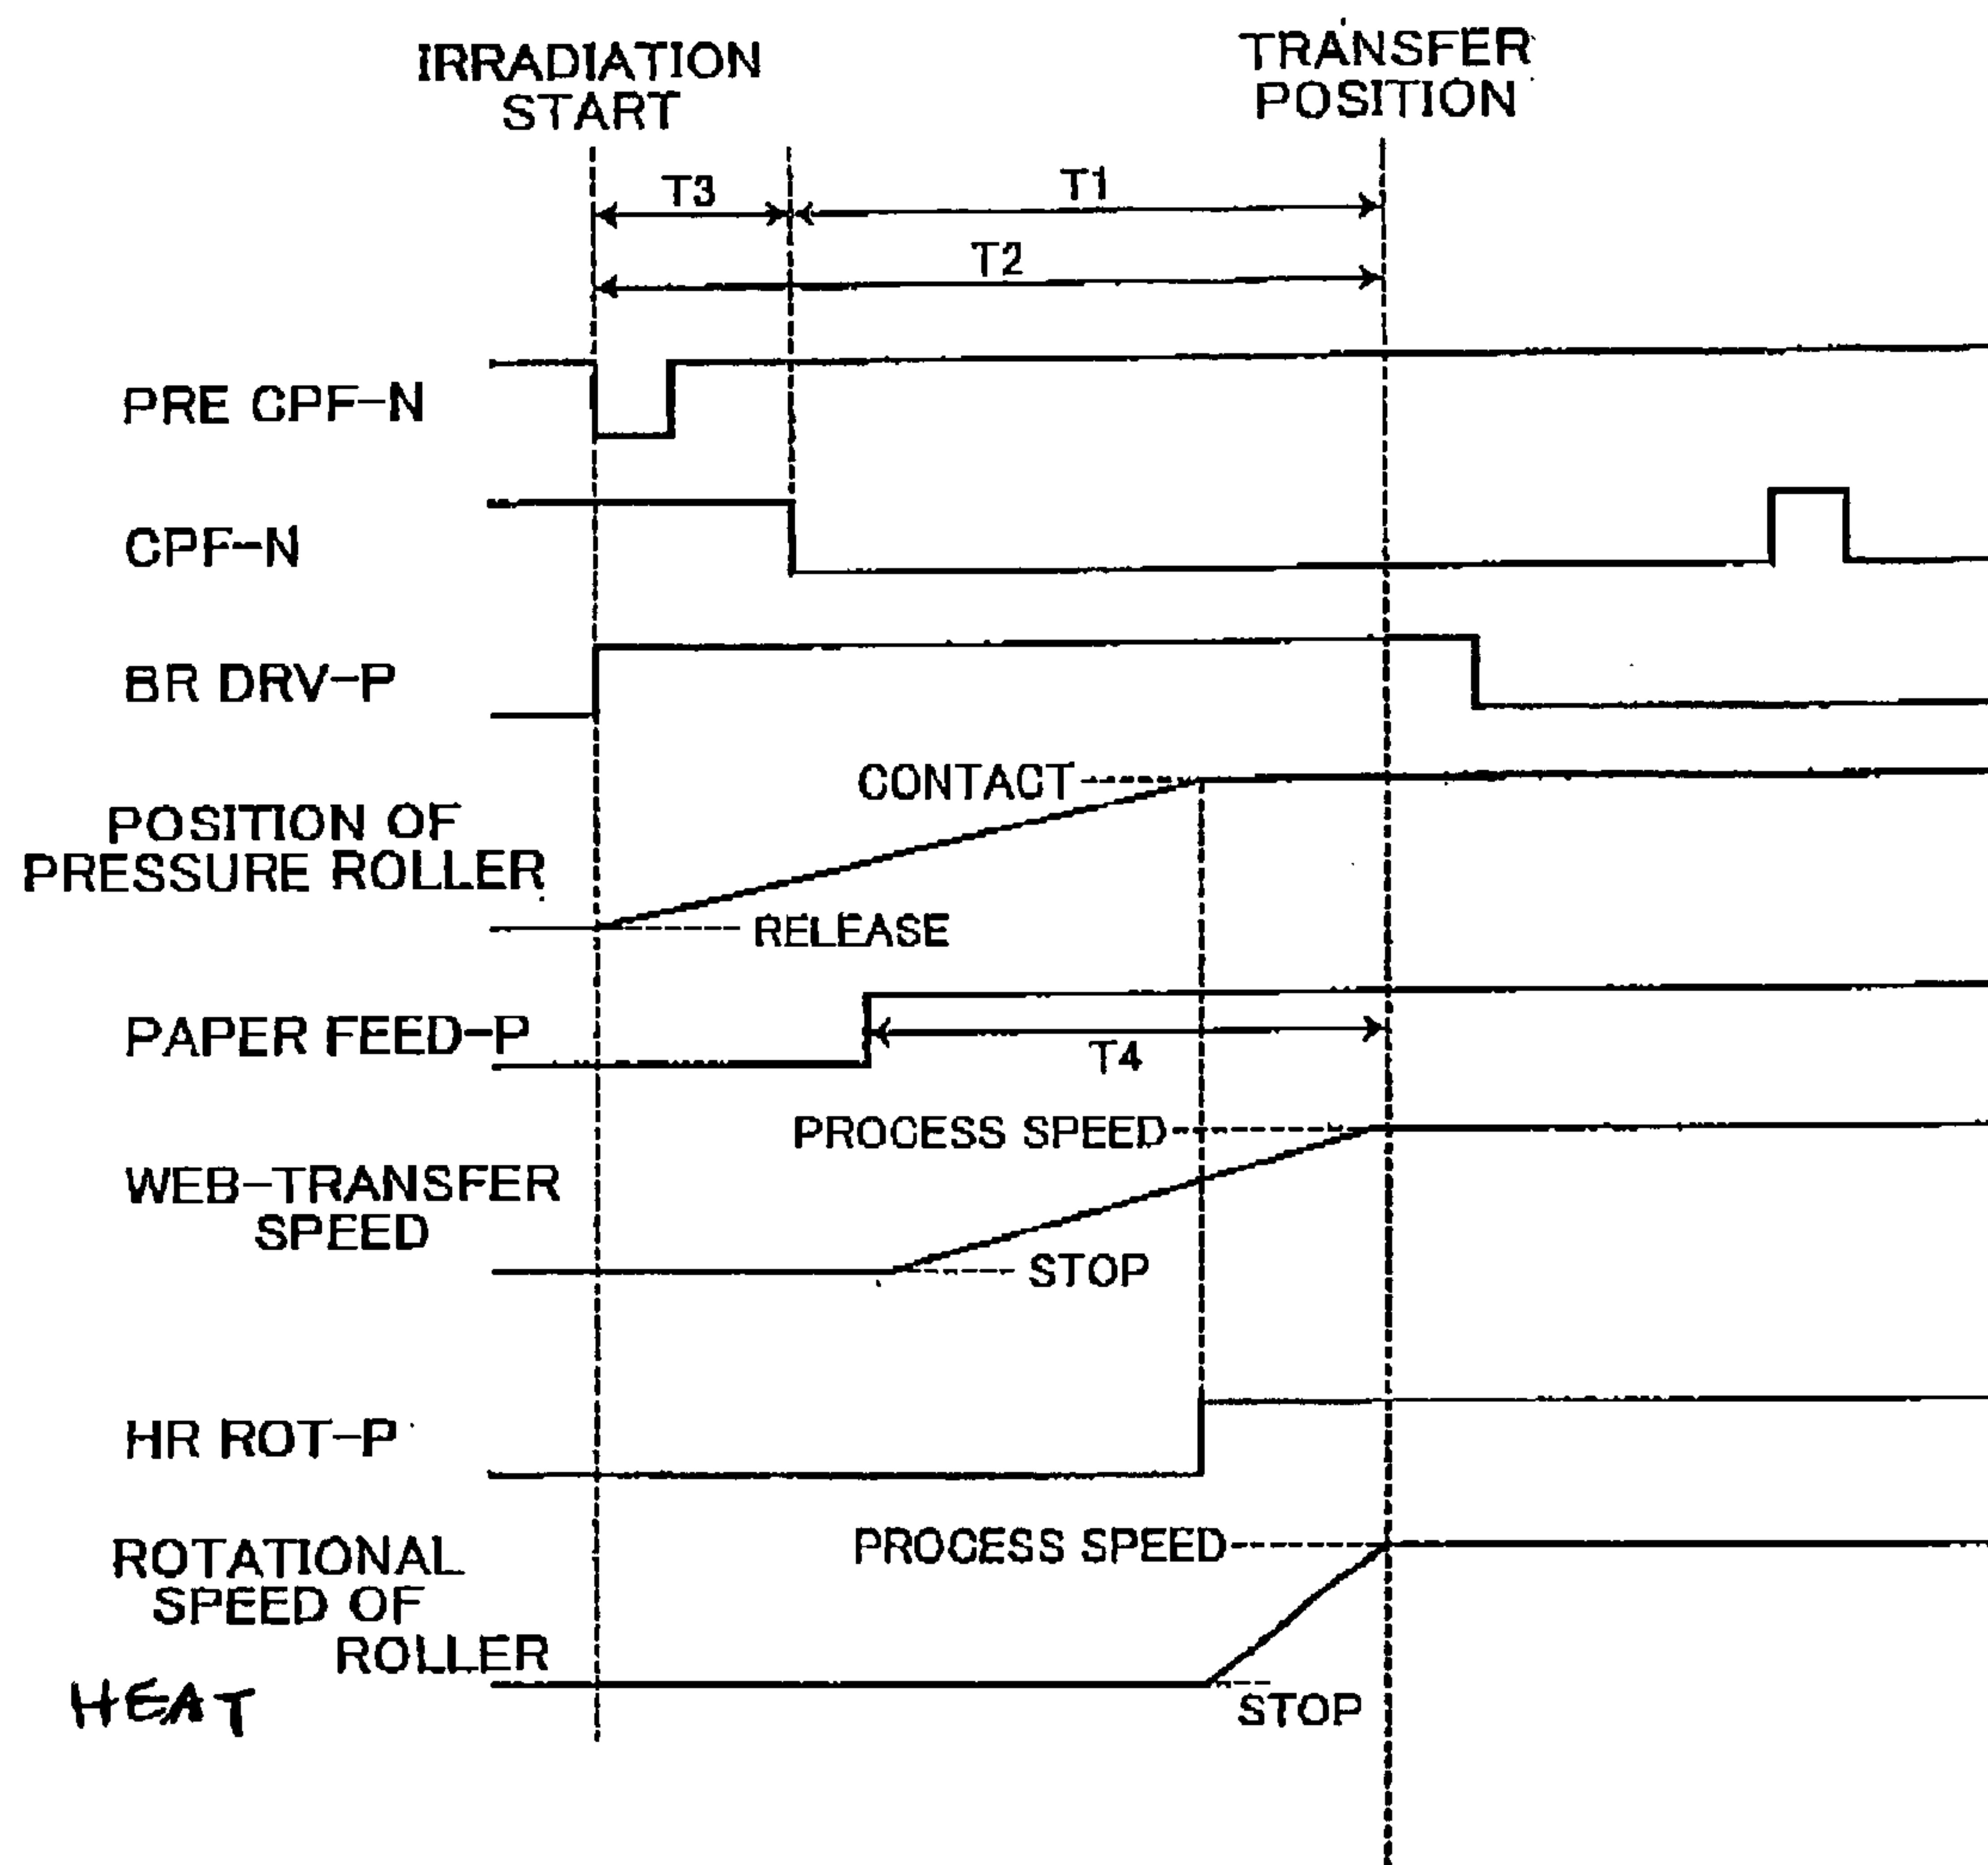 IRRADIATION
START
TRANSFER
POSITION
T3
T1
T2
PRE CPF-N
CPF-N
BR DRV-P
CONTACT
POSITION OF
PRESSURE ROLLER
RELEASE
PAPER FEED-P
T4
PROCESS SPEED
WEB-TRANSFER
SPEED
STOP
HR ROT-P
PROCESS SPEED
ROTATIONAL
SPEED OF
ROLLER
HEAT
STOP